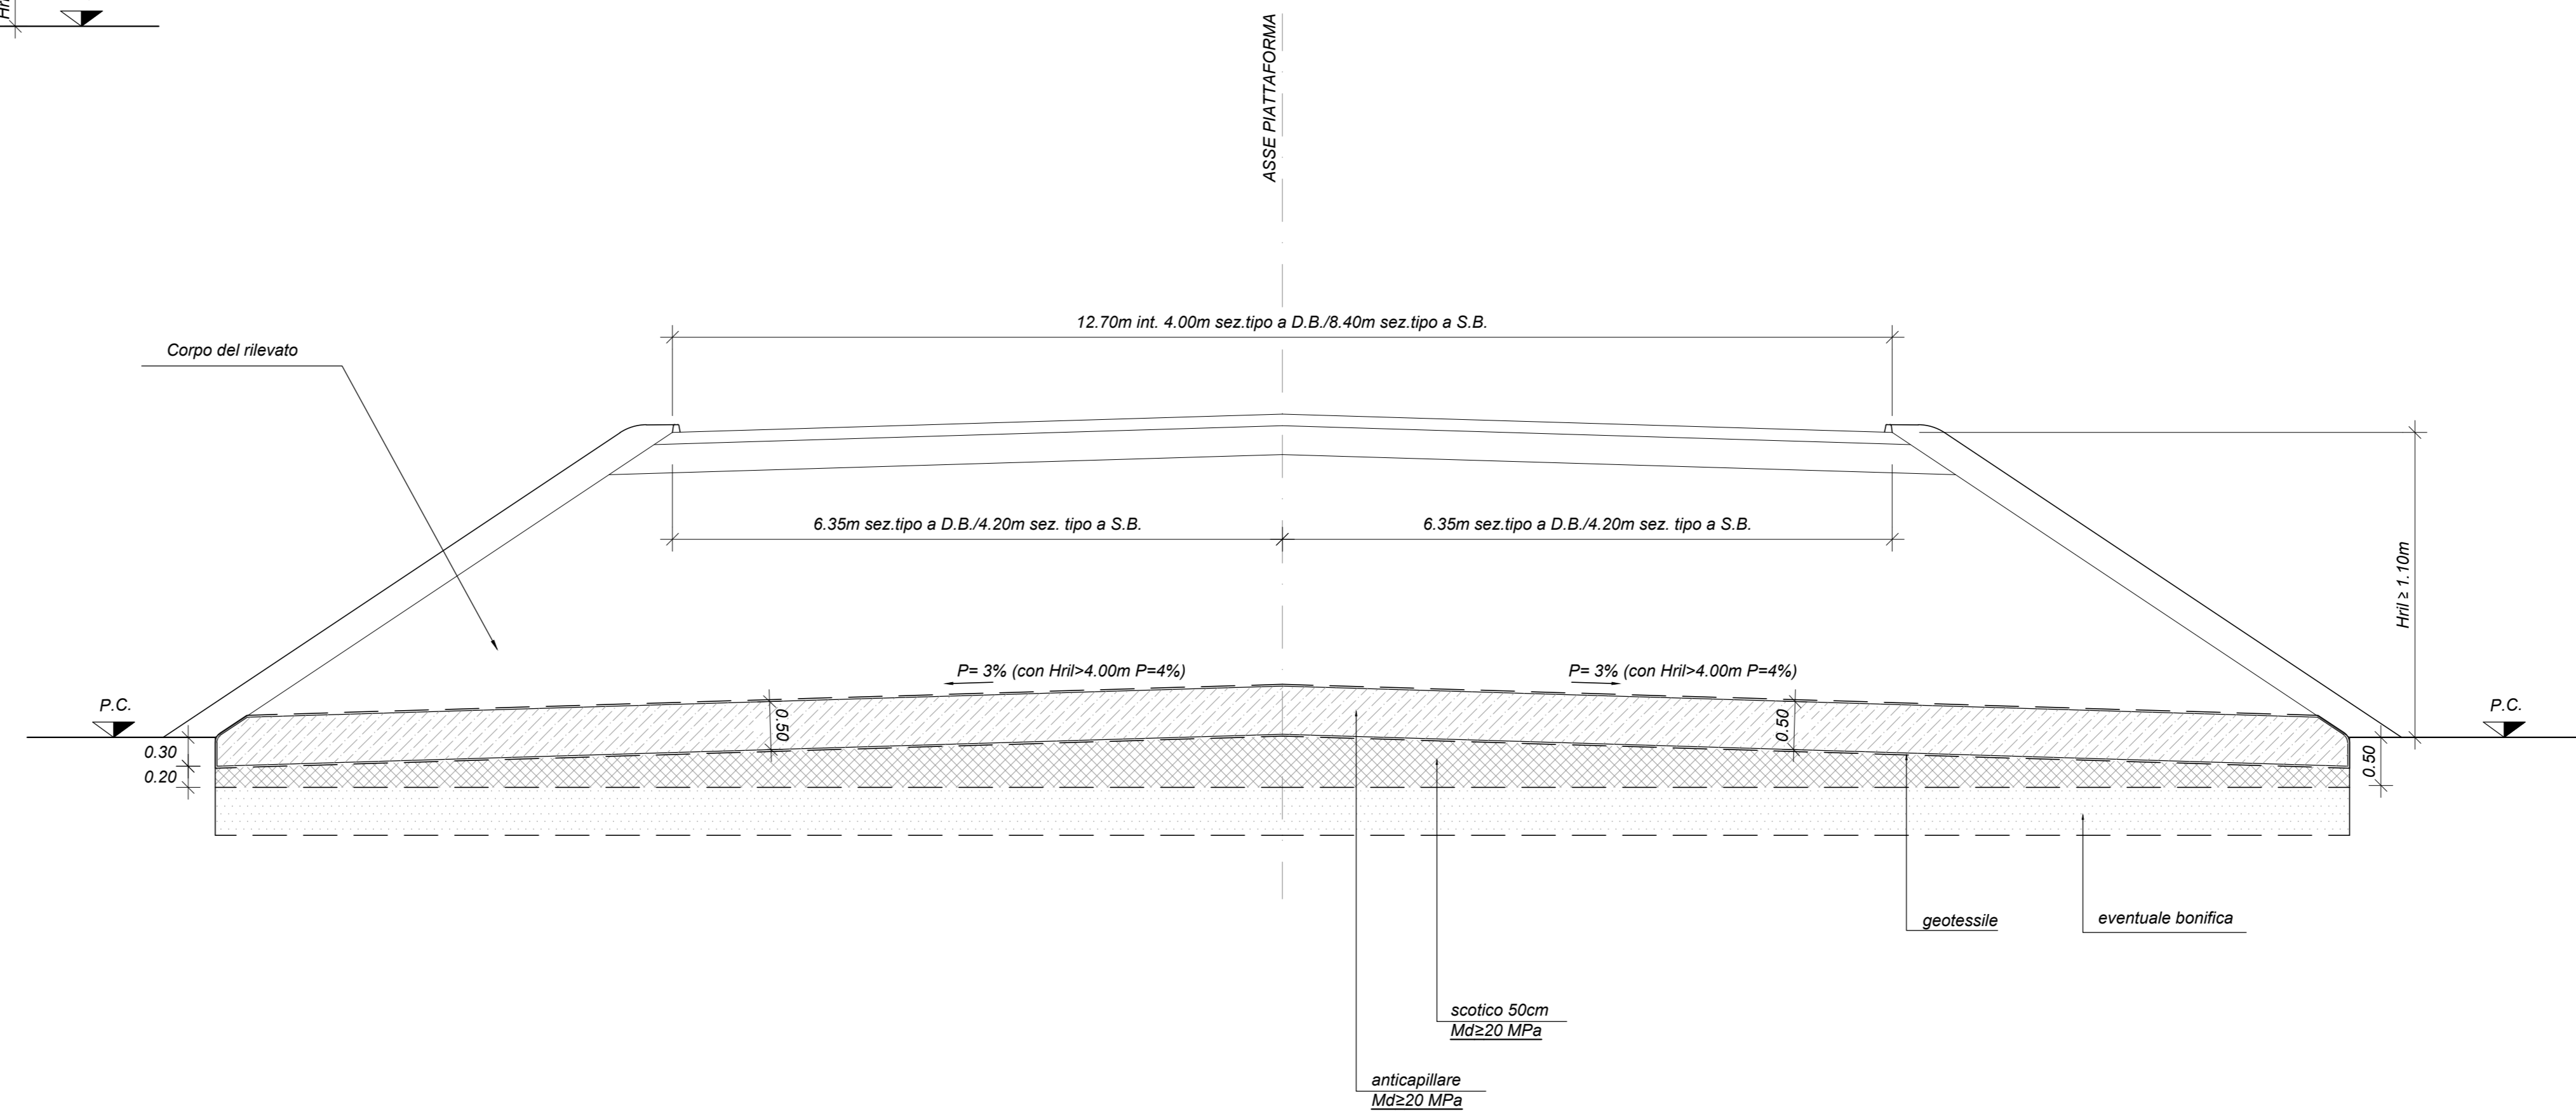 Hri
ASSE PIATTAFORMA
12.70m int. 4.00m sez.tipo a D.B./8.40m sez.tipo a S.B.
Corpo del rilevato
6.35m sez.tipo a D.B./4.20m sez. tipo a S.B.
6.35m sez.tipo a D.B./4.20m sez. tipo a S.B.
Hril ≥ 1.10m
P= 3% (con Hril>4.00m P=4%)
P= 3% (con Hril>4.00m P=4%)
P.C.
P.C.
0.50
0.50
0.30
0.20
0.50
geotessile
eventuale bonifica
scotico 50cm
Md≥20 MPa
anticapillare
Md≥20 MPa